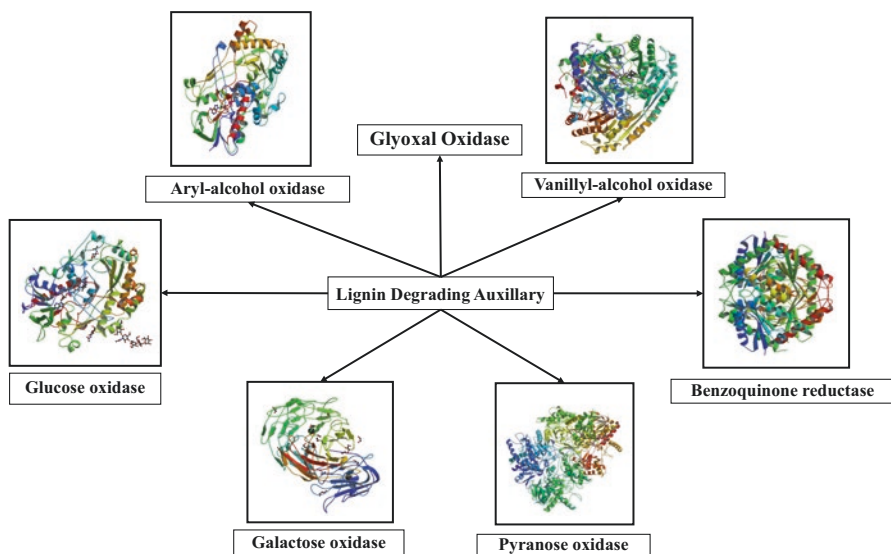 Glyoxal Oxidase
Aryl-alcohol oxidase
Vanillyl-alcohol oxidase
Lignin Degrading Auxillary
Glucose oxidase
Benzoquinone reductase
Galactose oxidase
Pyranose oxidase